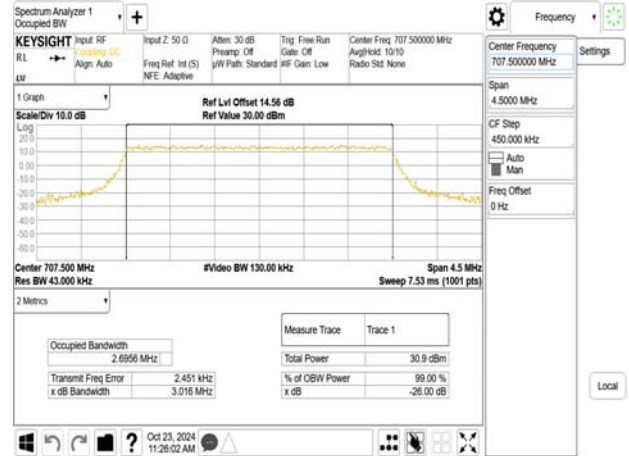 Spectrum Analyzer 1
Occupied BW
Frequency
KEYSIGHT
RL
Input: RF
Coupling: DC
Align: Auto
Input Z: 50 Ω
Freq Ref: Int (S)
NFE: Adaptive
Atten: 30 dB
Preamp: Off
µW Path: Standard
Trig: Free Run
Gate: Off
#IF Gain: Low
Center Freq: 707.500000 MHz
Avg|Hold: 10/10
Radio Std: None
Center Frequency
707.500000 MHz
Settings
Span
4.5000 MHz
CF Step
450.000 kHz
Auto
Man
Freq Offset
0 Hz
Local
1 Graph
Scale/Div 10.0 dB
Ref Lvl Offset 14.56 dB
Ref Value 30.00 dBm
Log
20.0
10.0
0.00
-10.0
-20.0
-30.0
-40.0
-50.0
-60.0
Center 707.500 MHz
#Video BW 130.00 kHz
Span 4.5 MHz
Res BW 43.000 kHz
Sweep 7.53 ms (1001 pts)
2 Metrics
Measure Trace
Trace 1
Occupied Bandwidth
2.6956 MHz
Total Power
30.9 dBm
Transmit Freq Error
2.451 kHz
% of OBW Power
99.00 %
x dB Bandwidth
3.016 MHz
x dB
-26.00 dB
?
Oct 23, 2024
11:26:02 AM